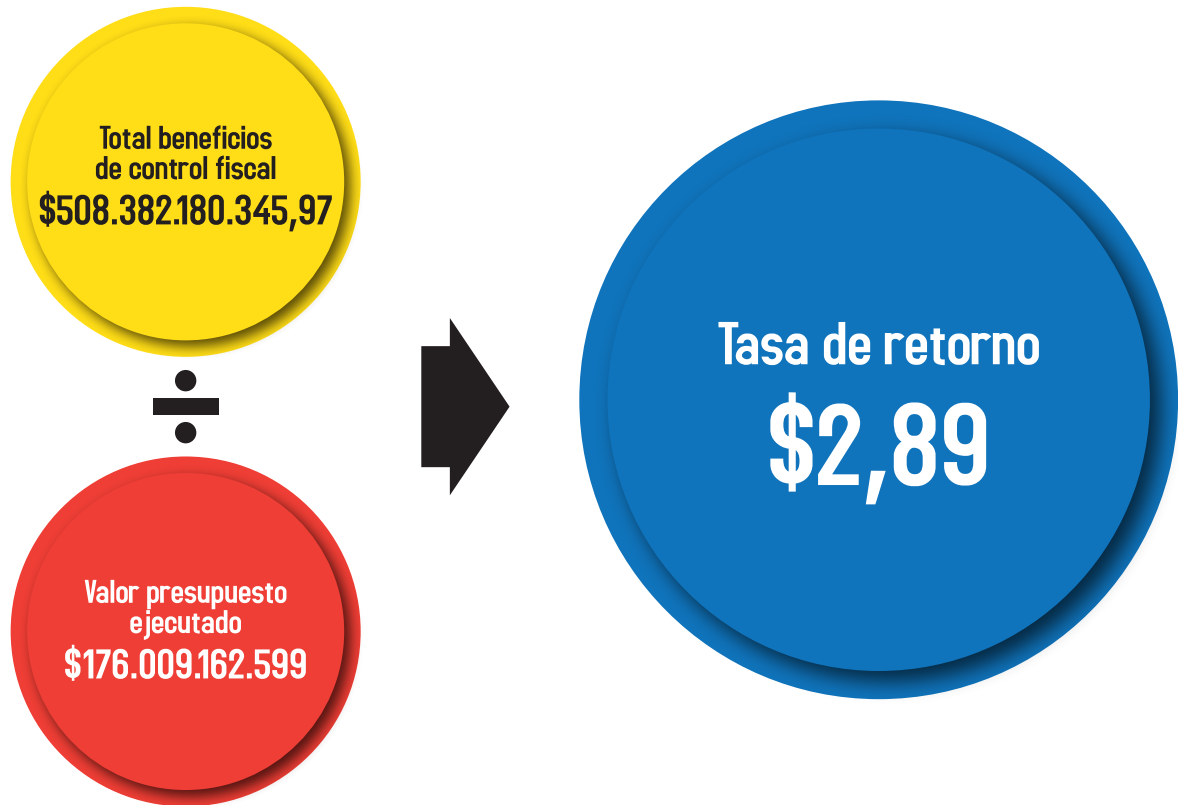 Total beneficios
de control fiscal
$508.382.180.345,97
÷
Valor presupuesto
ejecutado
$176.009.162.599
Tasa de retorno
$2,89